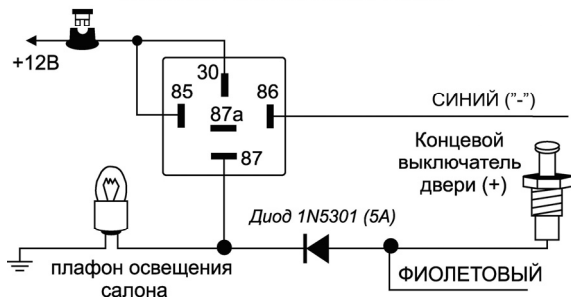 +12В
30
85
86
87а
87
СИНИЙ ("-")
Концевой
выключатель
двери (+)
Диод 1N5301 (5А)
плафон освещения
салона
ФИОЛЕТОВЫЙ